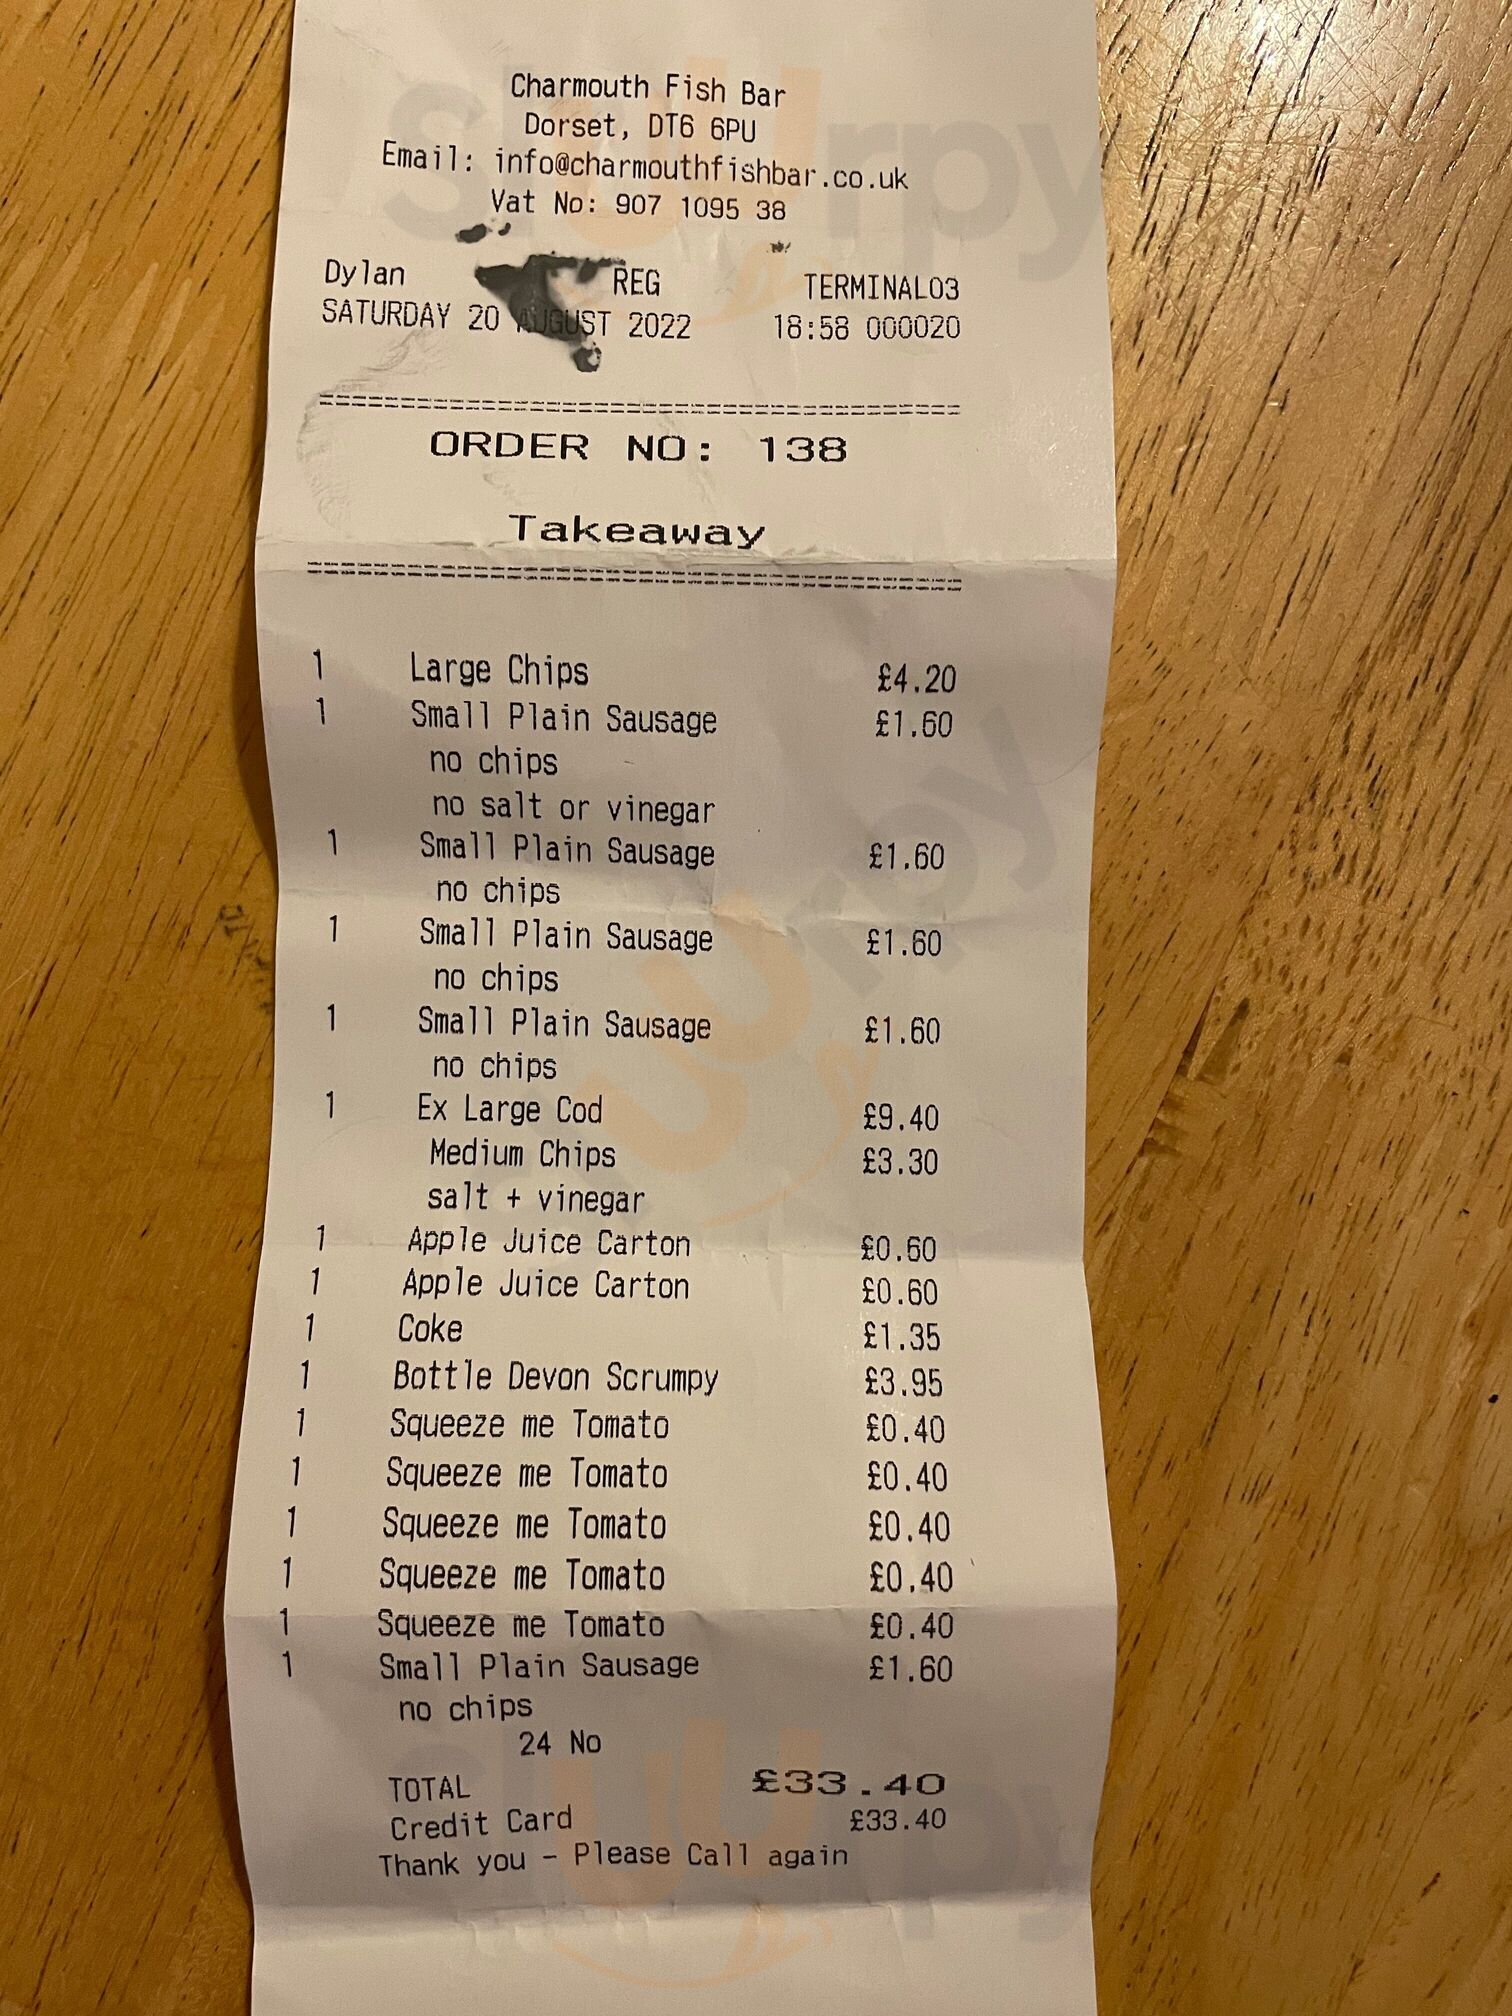 Charmouth Fish Bar
Dorset, DT6 6PU
Email: info@charmouthfishbar.co.uk
Vat No: 907 1095 38
Dylan REG TERMINAL03
SATURDAY 20 AUGUST 2022 18:58 000020
ORDER NO: 138
Takeaway
1 Large Chips £4.20
1 Small Plain Sausage £1.60
no chips
no salt or vinegar
1 Small Plain Sausage £1.60
no chips
1 Small Plain Sausage £1.60
no chips
1 Small Plain Sausage £1.60
no chips
1 Ex Large Cod £9.40
Medium Chips £3.30
salt + vinegar
1 Apple Juice Carton £0.60
1 Apple Juice Carton £0.60
1 Coke £1.35
1 Bottle Devon Scrumpy £3.95
1 Squeeze me Tomato £0.40
1 Squeeze me Tomato £0.40
1 Squeeze me Tomato £0.40
1 Squeeze me Tomato £0.40
1 Squeeze me Tomato £0.40
1 Small Plain Sausage £1.60
no chips
24 No
TOTAL £33.40
Credit Card £33.40
Thank you - Please Call again